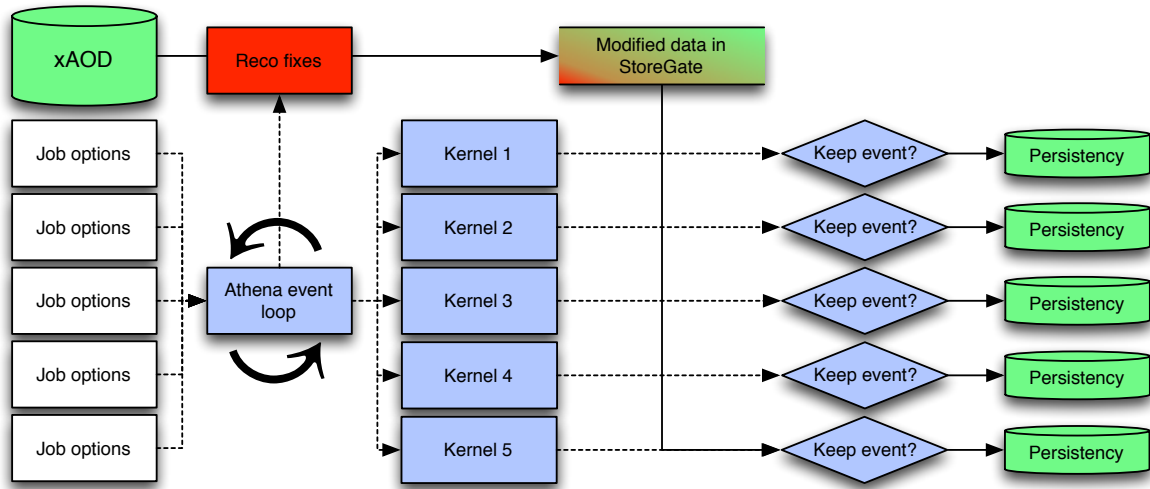 xAOD
Reco fixes
Modified data in
StoreGate
Job options
Kernel 1
Keep event?
Persistency
Job options
Kernel 2
Keep event?
Persistency
Job options
Athena event
loop
Kernel 3
Keep event?
Persistency
Job options
Kernel 4
Keep event?
Persistency
Job options
Kernel 5
Keep event?
Persistency